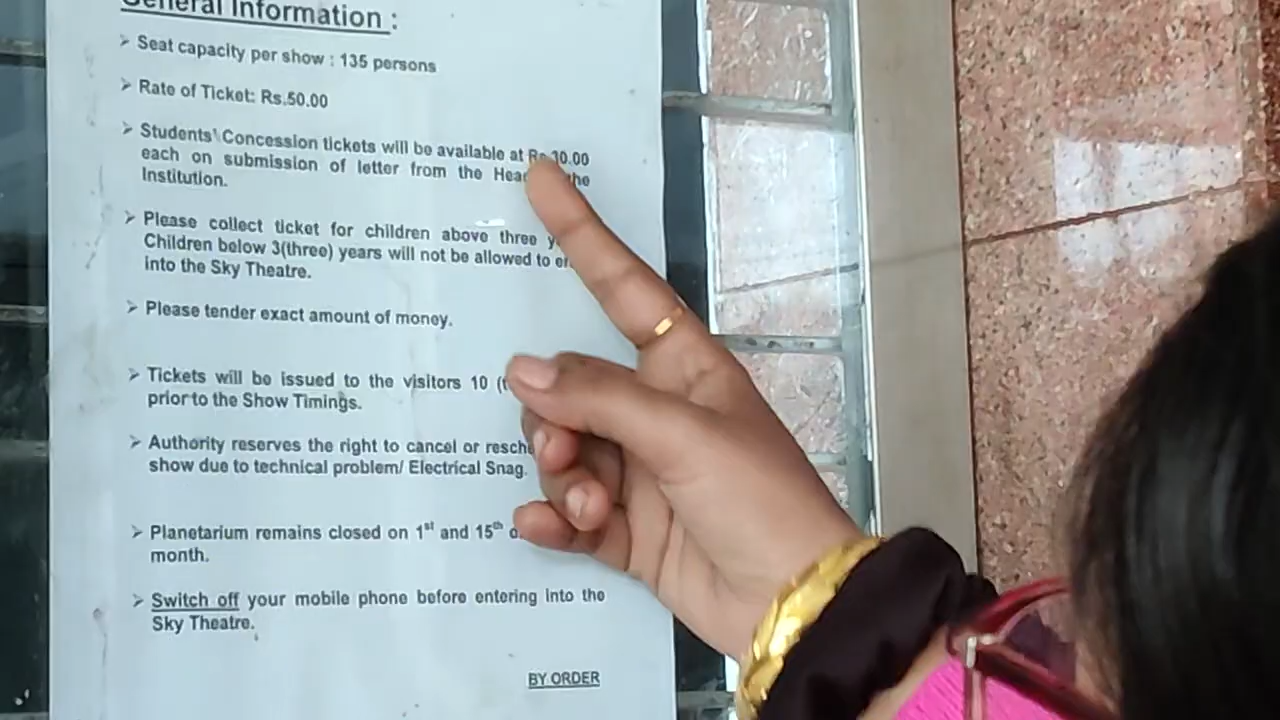 General Information :
➢ Seat capacity per show : 135 persons
➢ Rate of Ticket: Rs.50.00
➢ Students' Concession tickets will be available at
each on submission of letter from the
Institution.
➢ Please collect ticket for children above three
Children below 3(three) years will not be allowed to
into the Sky Theatre.
➢ Please tender exact amount of money.
➢ Tickets will be issued to the visitors 10
prior to the Show Timings.
➢ Authority reserves the right to cancel or
show due to technical problem/ Electrical Snag.
➢ Planetarium remains closed on 1st and 15th
month.
➢ Switch off your mobile phone before entering into the
Sky Theatre.
BY ORDER